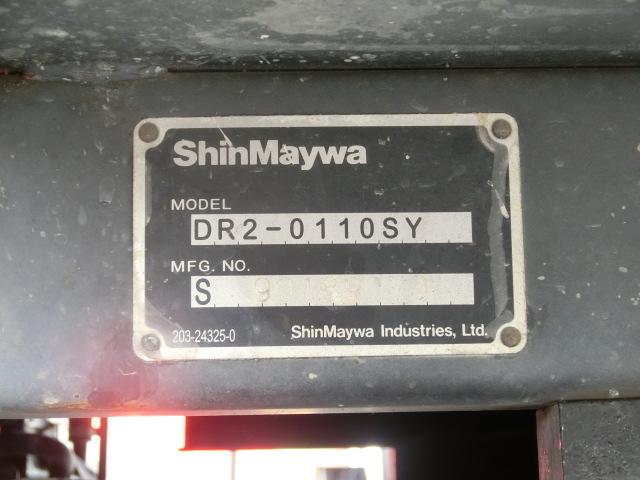 ShinMaywa
MODEL
DR2-0110SY
MFG. NO.
S
203-24325-0
ShinMaywa Industries, Ltd.